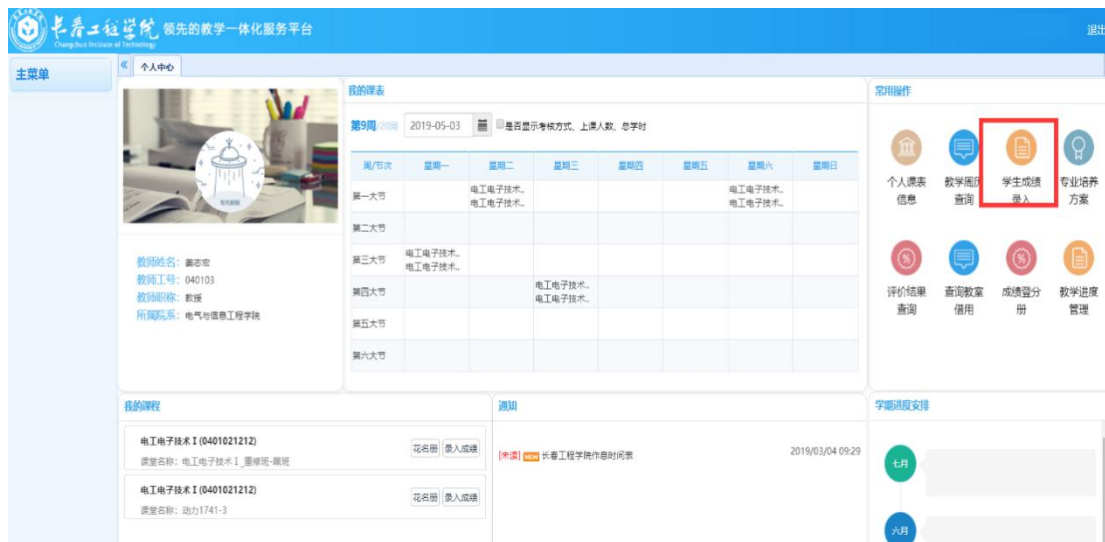 长春工程学院 领先的教学一体化服务平台
Changchun Institute of Technology
退出
主菜单
个人中心
教师姓名：姜志宏
教师工号：040103
教师职称：教授
所属院系：电气与信息工程学院
我的课表
第9周/20周 2019-05-03 是否显示考核方式、上课人数、总学时
周/节次 星期一 星期二 星期三 星期四 星期五 星期六 星期日
第一大节 电工电子技术.. 电工电子技术..
电工电子技术.. 电工电子技术..
第二大节
第三大节 电工电子技术..
电工电子技术..
第四大节 电工电子技术..
电工电子技术..
第五大节
第六大节
常用操作
个人课表 教学周历 学生成绩 专业培养
信息 查询 录入 方案
评价结果 查询教室 成绩登分 教学进度
查询 借用 册 管理
我的课程
电工电子技术Ⅰ(0401021212)
课堂名称：电工电子技术Ⅰ_重修班-跟班
花名册 录入成绩
电工电子技术Ⅰ(0401021212)
课堂名称：动力1741-3
花名册 录入成绩
通知
[未读] NEW 长春工程学院作息时间表 2019/03/04 09:29
学期进度安排
七月
六月